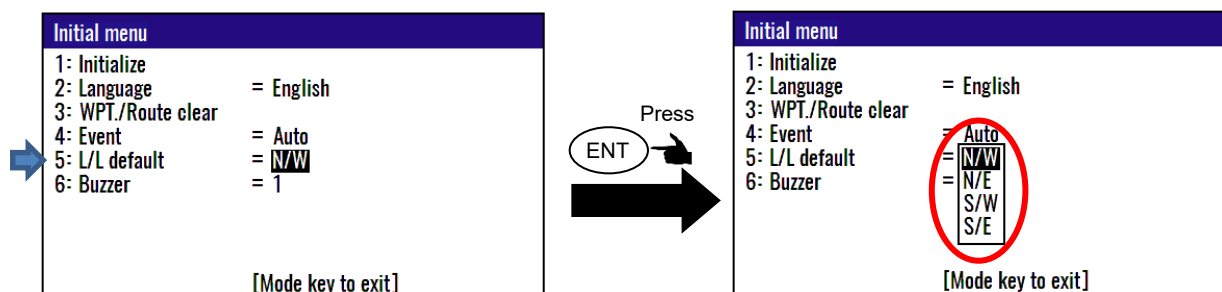 Initial menu
1: Initialize
2: Language = English
3: WPT./Route clear
4: Event = Auto
5: L/L default = N/W
6: Buzzer = 1
[Mode key to exit]
Press
ENT
Initial menu
1: Initialize
2: Language = English
3: WPT./Route clear
4: Event = Auto
5: L/L default = N/W
6: Buzzer = N/E
S/W
S/E
[Mode key to exit]